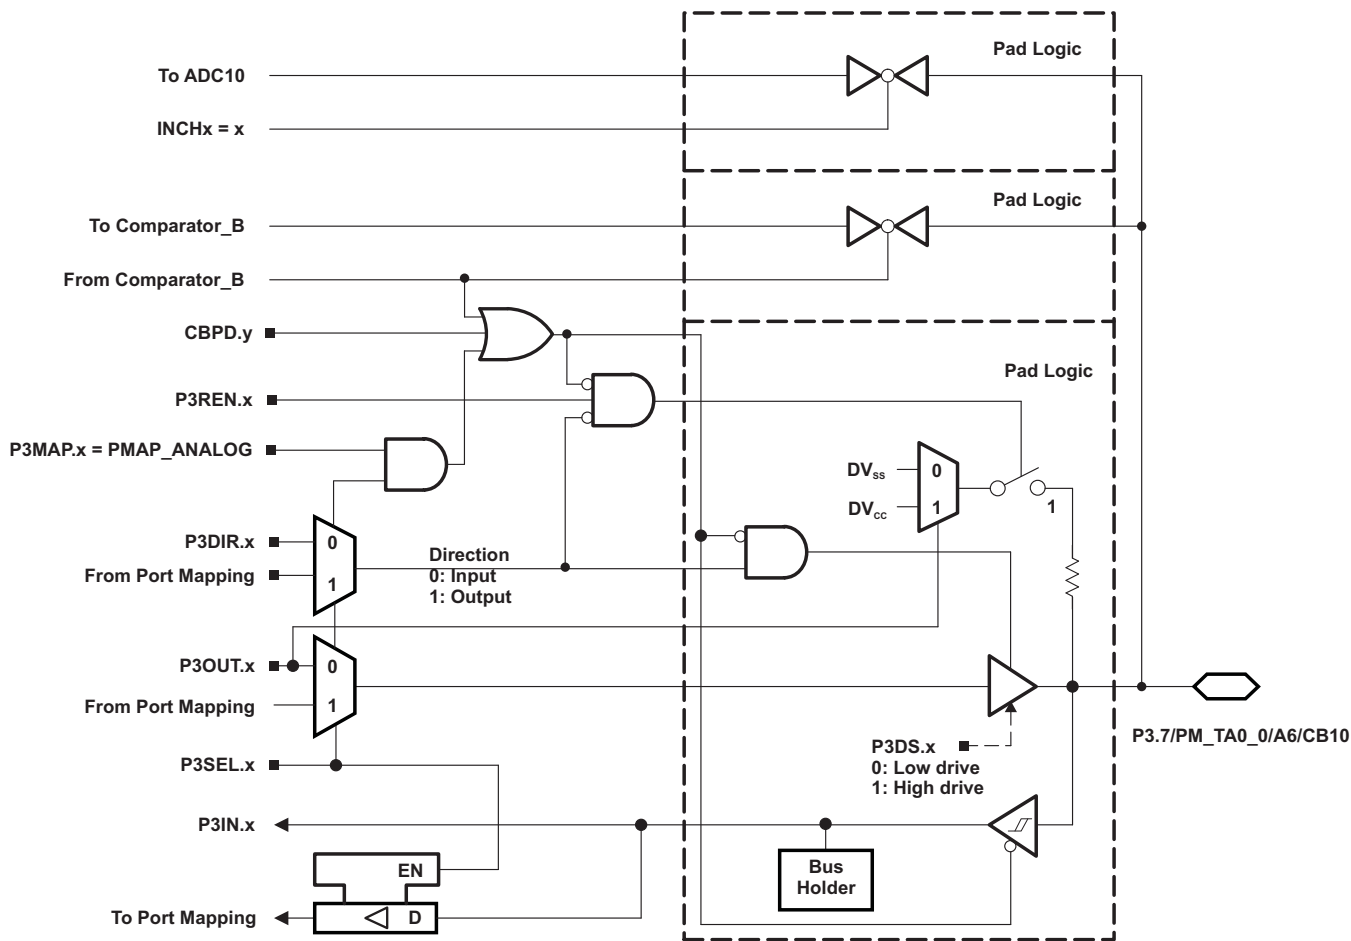 Pad Logic
To ADC10
INCHx = x
Pad Logic
To Comparator_B
From Comparator_B
CBPD.y
Pad Logic
P3REN.x
P3MAP.x = PMAP_ANALOG
DVss
0
DVcc
1
1
P3DIR.x
0
Direction
0: Input
1: Output
From Port Mapping
1
P3OUT.x
0
From Port Mapping
1
P3.7/PM_TA0_0/A6/CB10
P3DS.x
0: Low drive
1: High drive
P3SEL.x
P3IN.x
EN
Bus
Holder
To Port Mapping
D